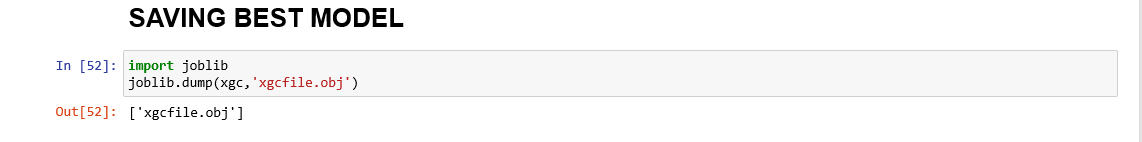 SAVING BEST MODEL
In [52]: import joblib
joblib.dump(xgc,'xgcfile.obj')
Out[52]: ['xgcfile.obj']